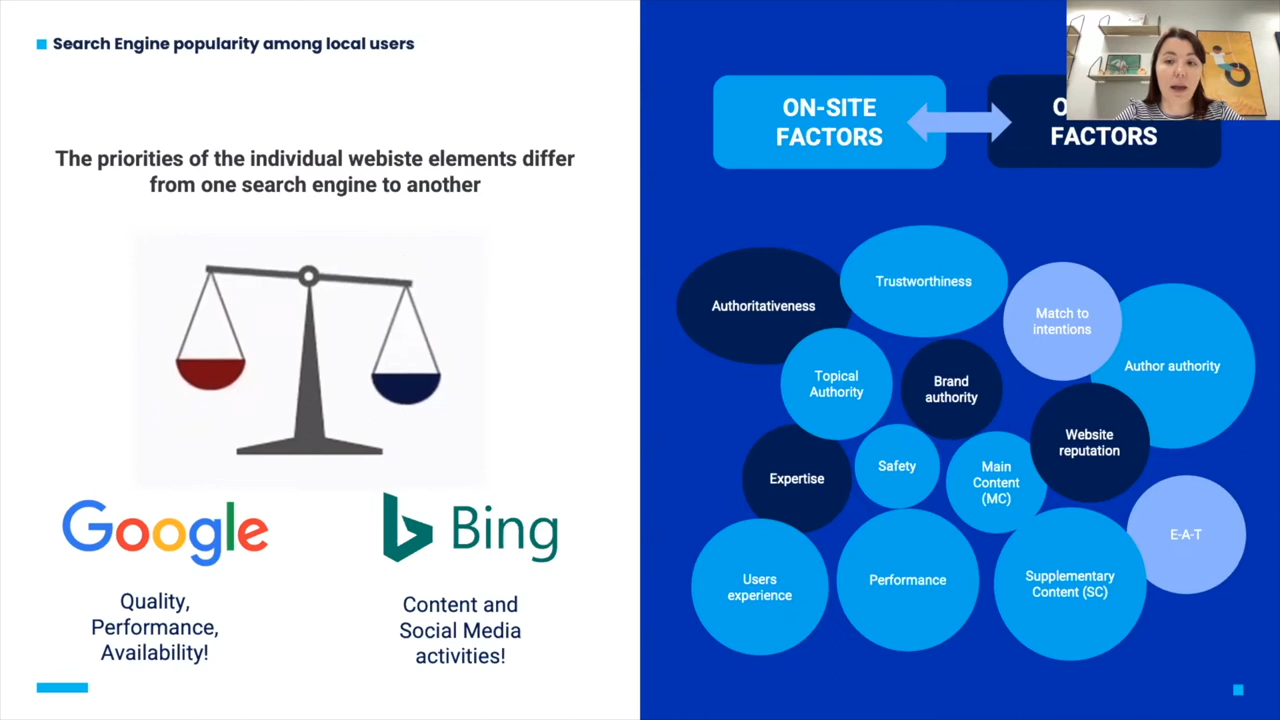 Search Engine popularity among local users
The priorities of the individual webiste elements differ
from one search engine to another
Google
Bing
Quality,
Performance,
Availability!
Content and
Social Media
activities!
ON-SITE
FACTORS
FACTORS
Authoritativeness
Trustworthiness
Match to
intentions
Author authority
Topical
Authority
Brand
authority
Website
reputation
Expertise
Safety
Main
Content
(MC)
E-A-T
Users
experience
Performance
Supplementary
Content (SC)